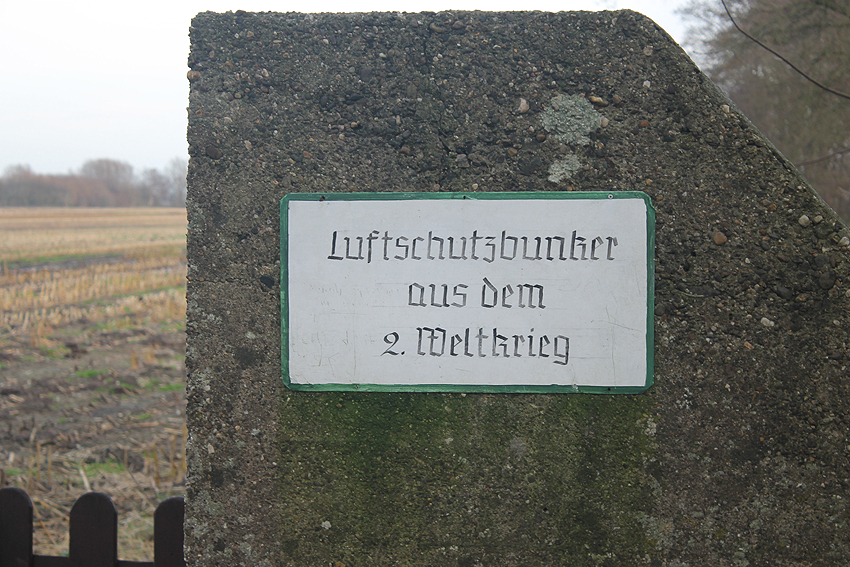 Luftschutzbunker
aus dem
2. Weltkrieg